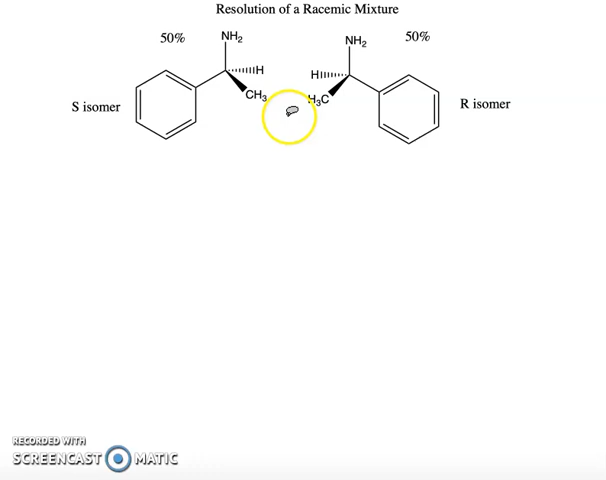 Resolution of a Racemic Mixture
50%
NH2
NH2
50%
H
H
CH3
H3C
S isomer
R isomer
RECORDED WITH
SCREENCAST MATIC